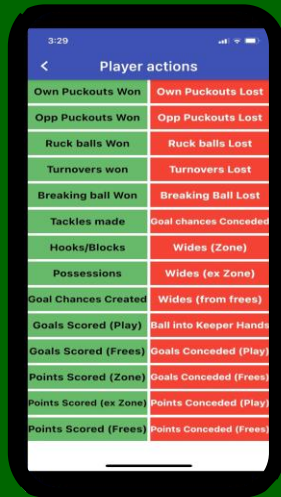 3:29
Player actions
Own Puckouts Won Own Puckouts Lost
Opp Puckouts Won Opp Puckouts Lost
Ruck balls Won Ruck balls Lost
Turnovers won Turnovers Lost
Breaking ball Won Breaking Ball Lost
Tackles made Goal chances Conceded
Hooks/Blocks Wides (Zone)
Possessions Wides (ex Zone)
Goal Chances Created Wides (from frees)
Goals Scored (Play) Ball into Keeper Hands
Goals Scored (Frees) Goals Conceded (Play)
Points Scored (Zone) Goals Conceded (Frees)
Points Scored (ex Zone) Points Conceded (Play)
Points Scored (Frees) Points Conceded (Frees)